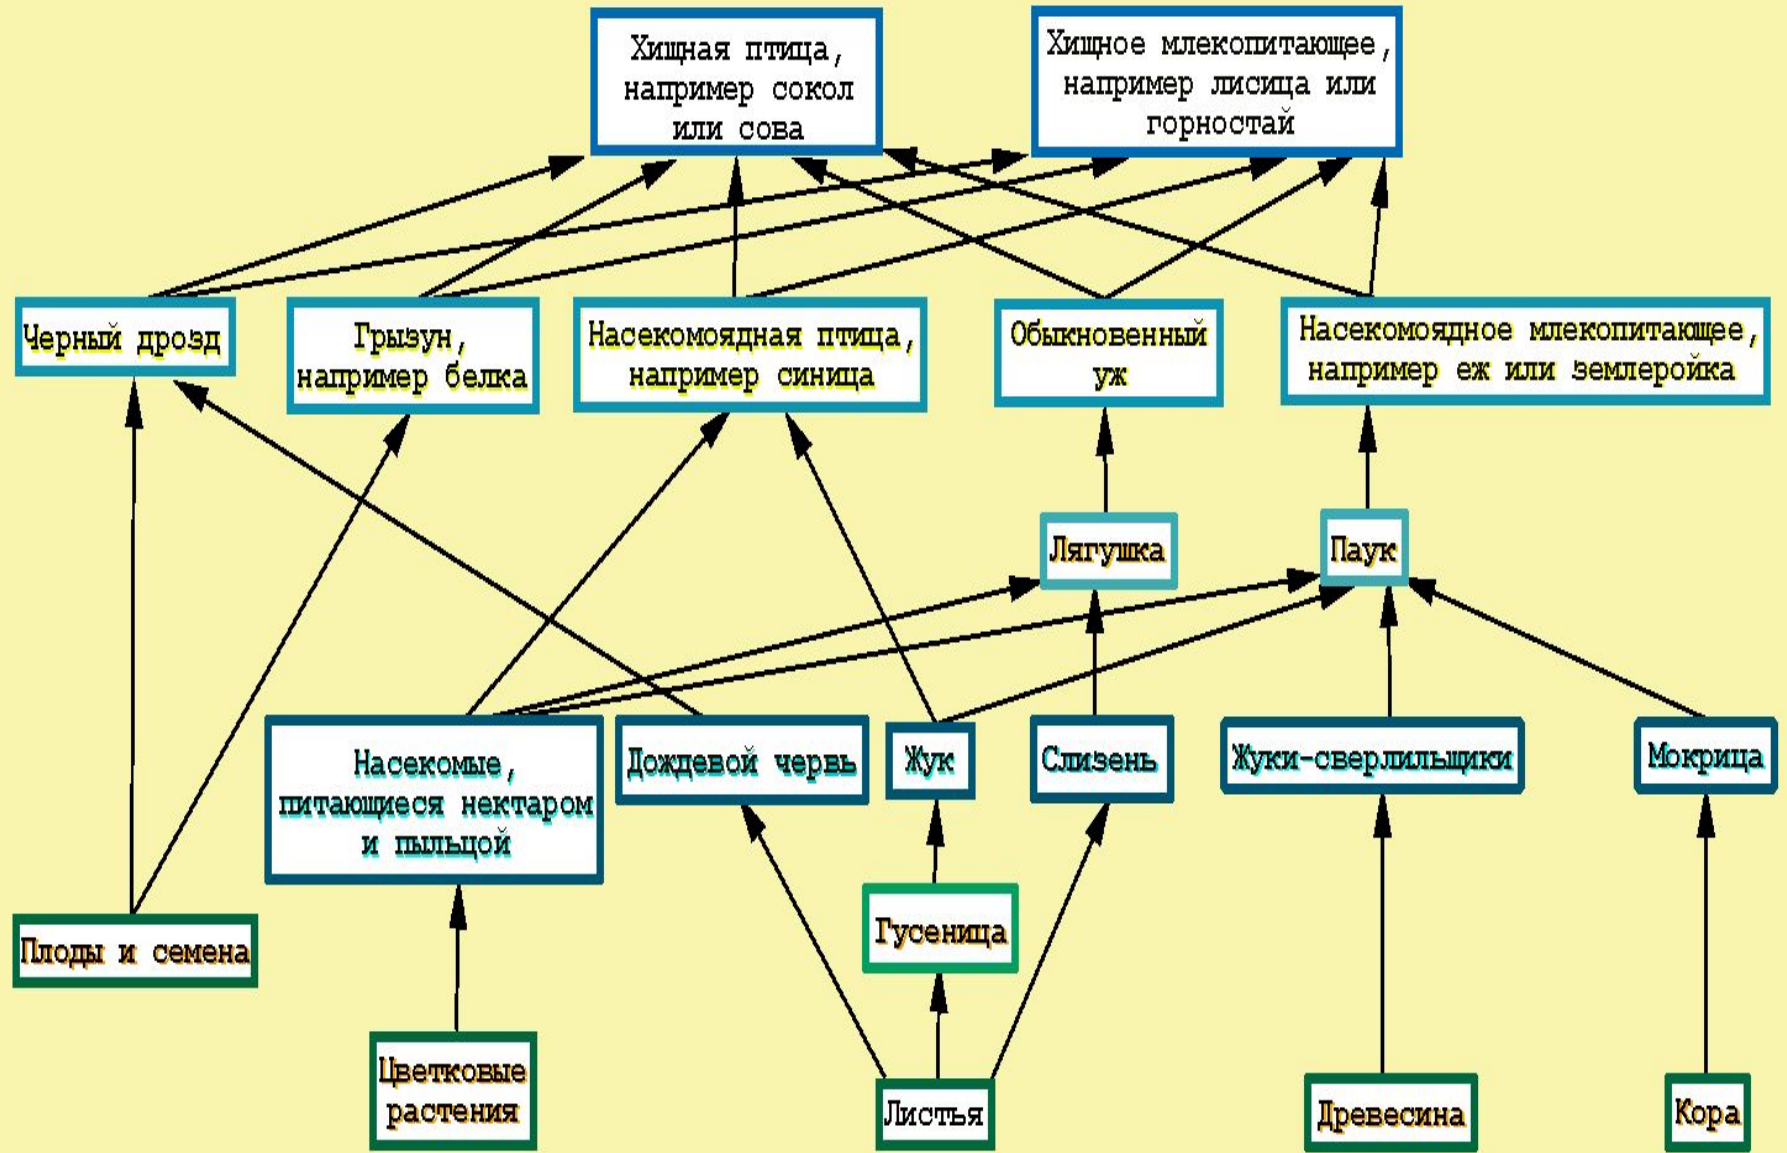 Хищная птица,
например сокол
или сова
Хищное млекопитающее,
например лисица или
горностай
Черный дрозд
Грызун,
например белка
Насекомоядная птица,
например синица
Обыкновенный
уж
Насекомоядное млекопитающее,
например еж или землеройка
Лягушка
Паук
Насекомые,
питающиеся нектаром
и пыльцой
Дождевой червь
Жук
Слизень
Жуки-сверлильщики
Мокрица
Плоды и семена
Гусеница
Цветковые
растения
Листья
Древесина
Кора